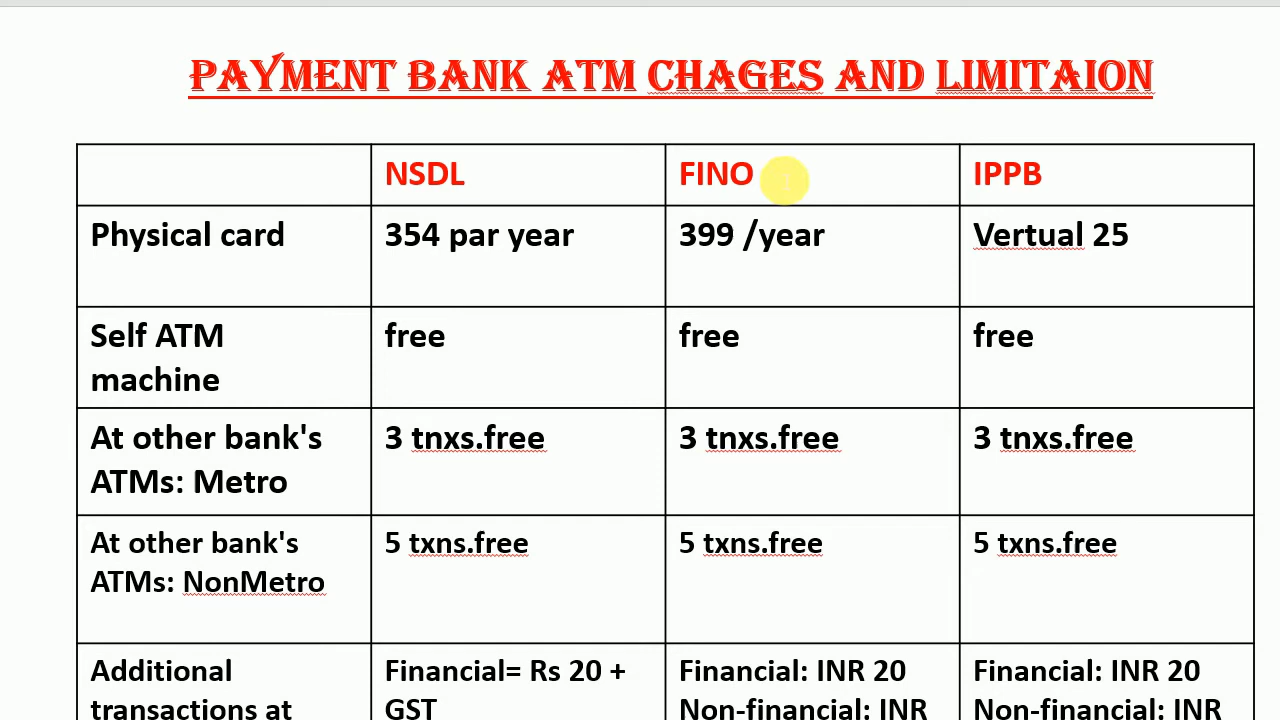 PAYMENT BANK ATM CHAGES AND LIMITAION
NSDL FINO IPPB
Physical card 354 par year 399 /year Vertual 25
Self ATM free free free
machine
At other bank's 3 tnxs.free 3 tnxs.free 3 tnxs.free
ATMs: Metro
At other bank's 5 txns.free 5 txns.free 5 txns.free
ATMs: NonMetro
Additional Financial= Rs 20 + Financial: INR 20 Financial: INR 20
transactions at GST Non-financial: INR Non-financial: INR